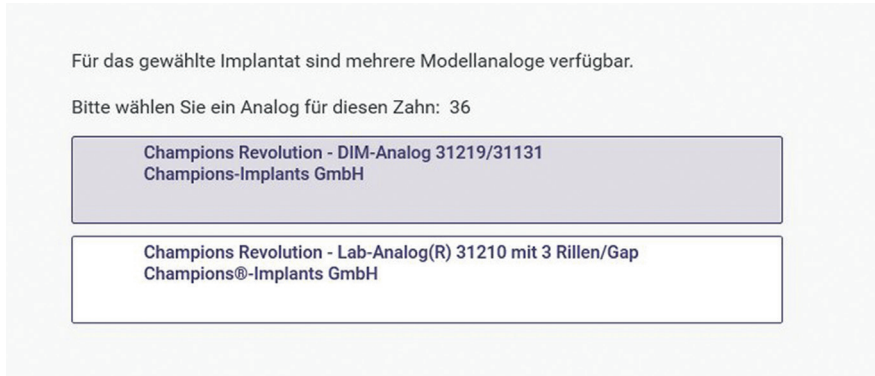 Für das gewählte Implantat sind mehrere Modellanaloge verfügbar.
Bitte wählen Sie ein Analog für diesen Zahn: 36
Champions Revolution - DIM-Analog 31219/31131
Champions-Implants GmbH
Champions Revolution - Lab-Analog(R) 31210 mit 3 Rillen/Gap
Champions®-Implants GmbH